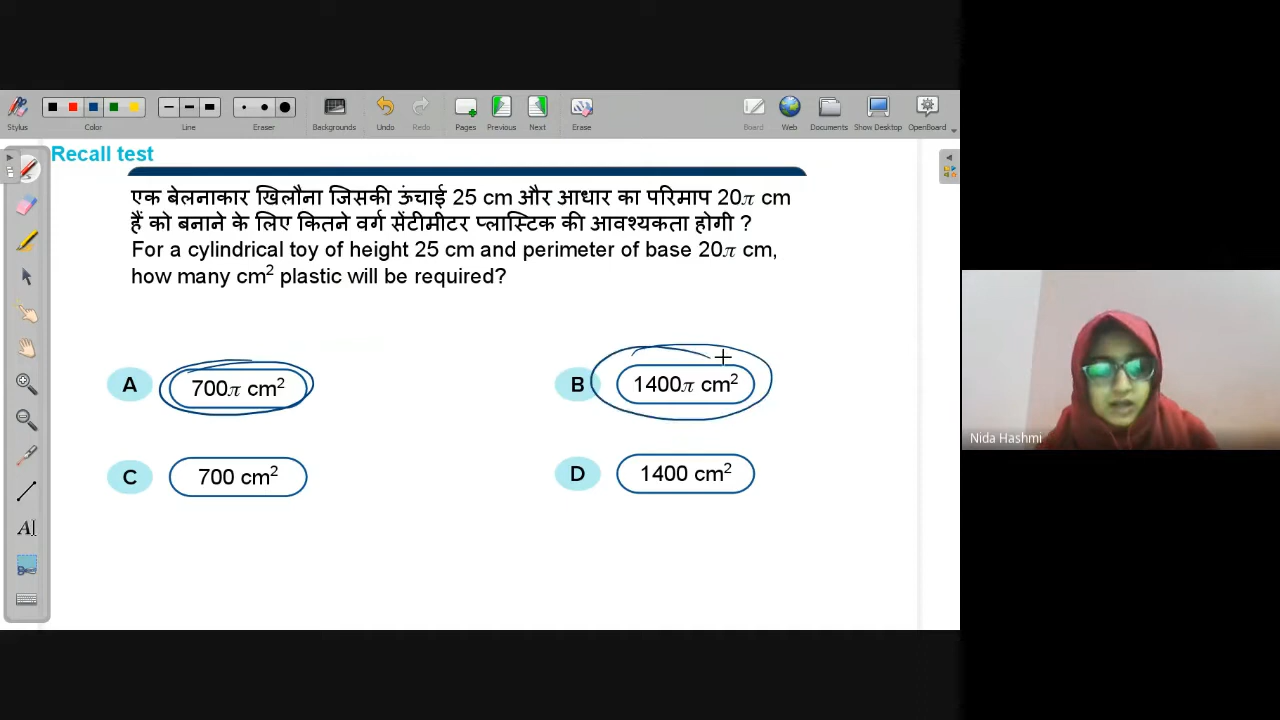 Stylus
Color
Line
Eraser
Backgrounds
Undo
Redo
Pages
Previous
Next
Erase
Board
Web
Documents
Show Desktop
OpenBoard
Recall test
एक बेलनाकार खिलौना जिसकी ऊंचाई 25 cm और आधार का परिमाप 20π cm
हैं को बनाने के लिए कितने वर्ग सेंटीमीटर प्लास्टिक की आवश्यकता होगी ?
For a cylindrical toy of height 25 cm and perimeter of base 20π cm,
how many cm² plastic will be required?
A 700π cm²
B 1400π cm²
C 700 cm²
D 1400 cm²
Nida Hashmi